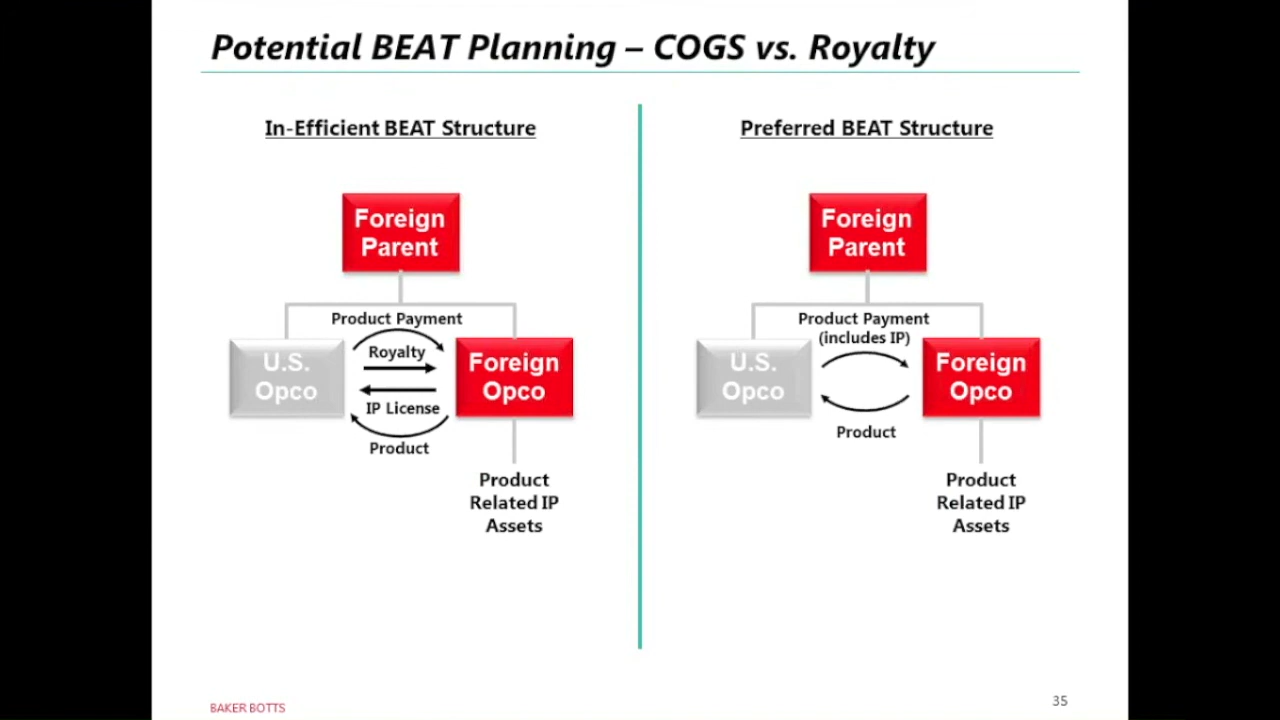 Potential BEAT Planning – COGS vs. Royalty
In-Efficient BEAT Structure
Foreign
Parent
Product Payment
U.S.
Opco
Royalty
IP License
Product
Foreign
Opco
Product
Related IP
Assets
Preferred BEAT Structure
Foreign
Parent
Product Payment
(includes IP)
U.S.
Opco
Product
Foreign
Opco
Product
Related IP
Assets
BAKER BOTTS
35